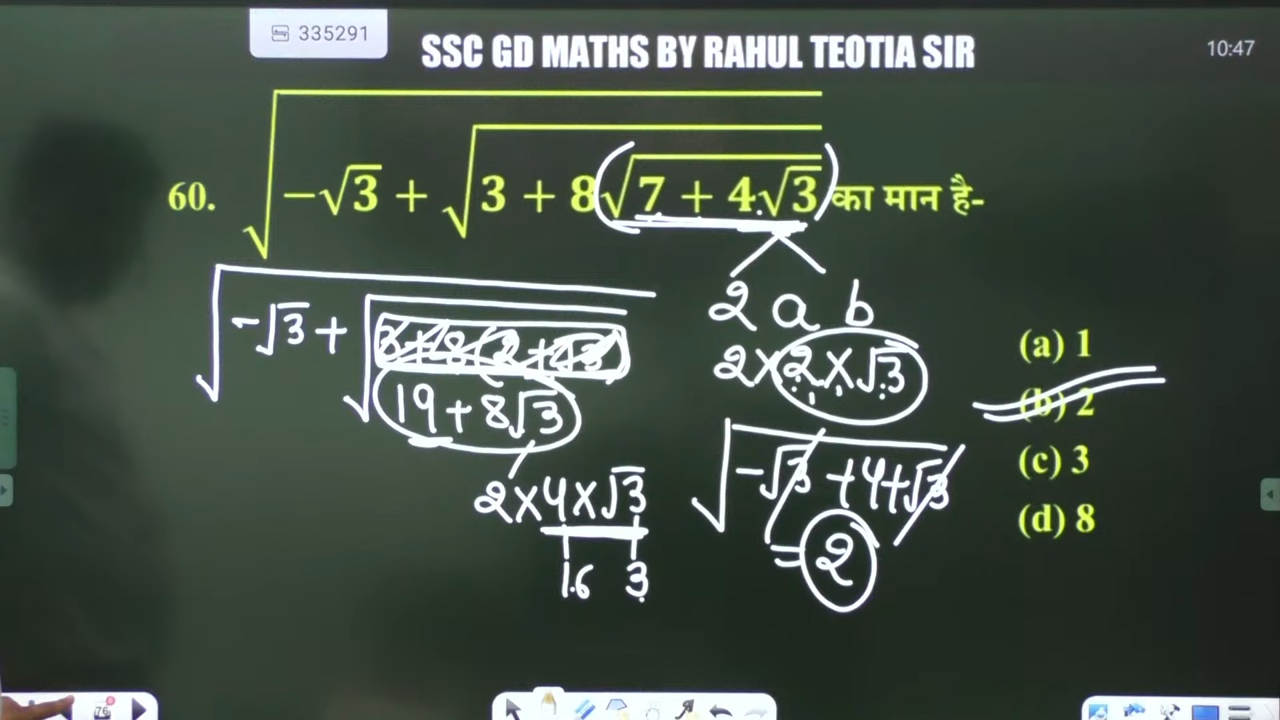 335291
SSC GD MATHS BY RAHUL TEOTIA SIR
10:47
60. √(-√3 + √(3 + 8(√(7 + 4√3)))) का मान है-
√(-√3 + √(3+8(2+√3)
19 + 8√3
2×4×√3
16 3
2 a b
2×2×√3
√(-√3 + 4 + √3)
= 2
(a) 1
(b) 2
(c) 3
(d) 8